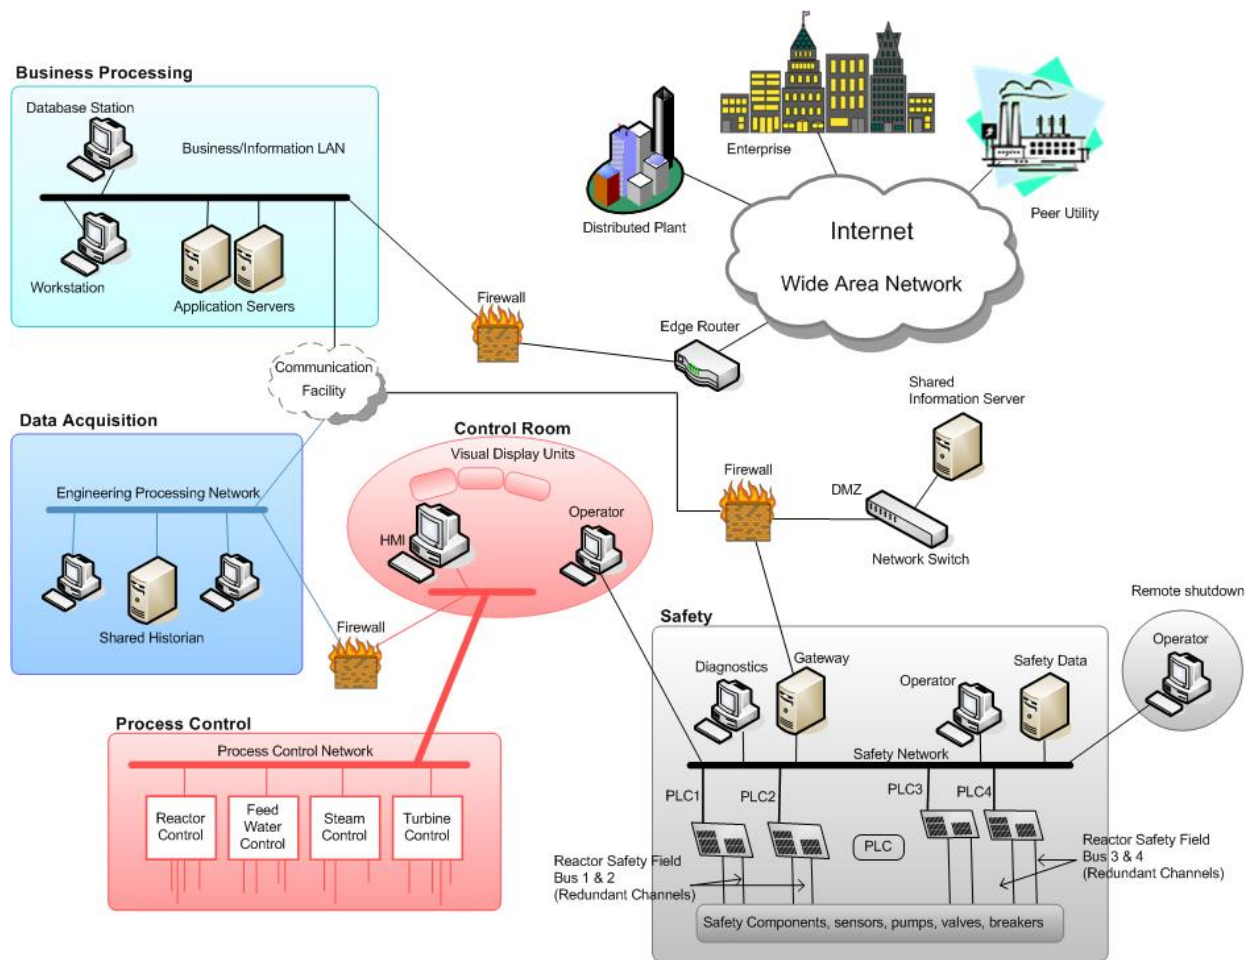 Business Processing
Database Station
Business/Information LAN
Workstation
Application Servers
Enterprise
Distributed Plant
Peer Utility
Internet
Wide Area Network
Firewall
Edge Router
Communication
Facility
Shared
Information Server
Data Acquisition
Engineering Processing Network
Shared Historian
Control Room
Visual Display Units
HMI
Operator
Firewall
Firewall
DMZ
Network Switch
Process Control
Process Control Network
Reactor
Control
Feed
Water
Control
Steam
Control
Turbine
Control
Safety
Diagnostics
Gateway
Operator
Safety Data
Remote shutdown
Operator
Safety Network
PLC1
PLC2
PLC3
PLC4
PLC
Reactor Safety Field
Bus 1 & 2
(Redundant Channels)
Reactor Safety Field
Bus 3 & 4
(Redundant Channels)
Safety Components, sensors, pumps, valves, breakers